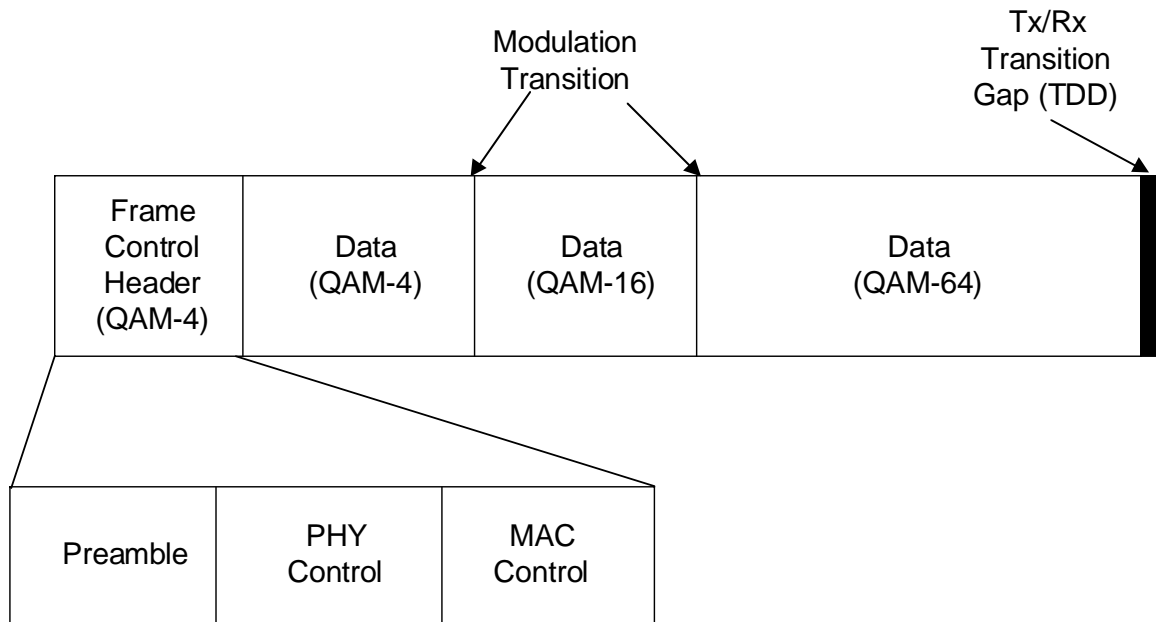 Modulation
Transition
Tx/Rx
Transition
Gap (TDD)
Frame
Control
Header
(QAM-4)
Data
(QAM-4)
Data
(QAM-16)
Data
(QAM-64)
Preamble
PHY
Control
MAC
Control